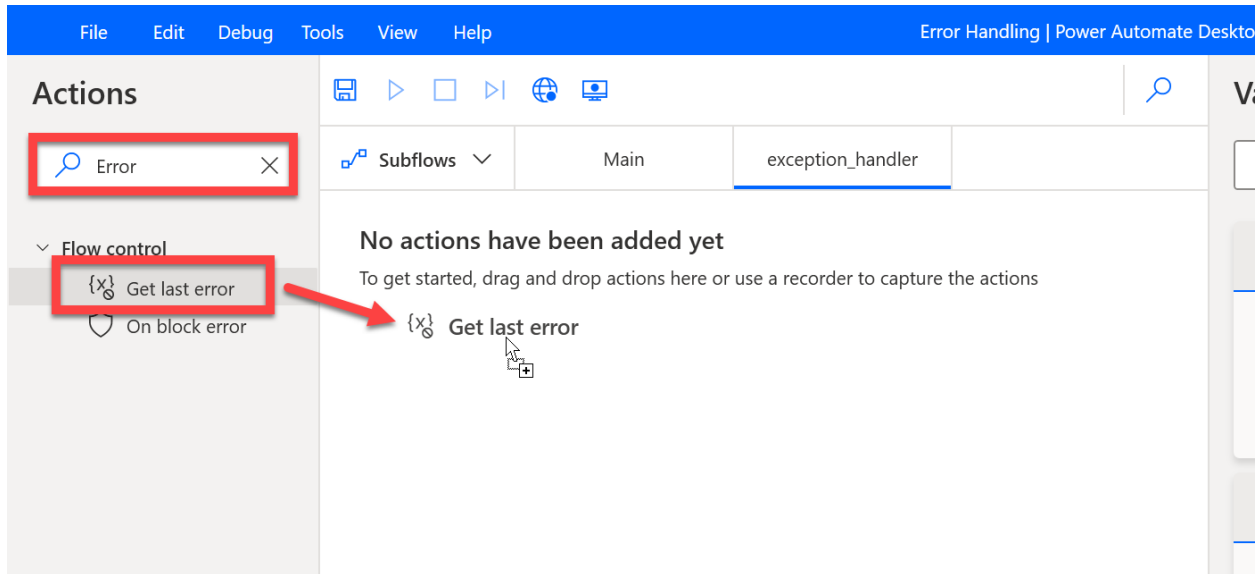 File Edit Debug Tools View Help Error Handling | Power Automate Deskto
Actions
Error
Subflows Main exception_handler
Flow control
Get last error
On block error
No actions have been added yet
To get started, drag and drop actions here or use a recorder to capture the actions
{x} Get last error
Va